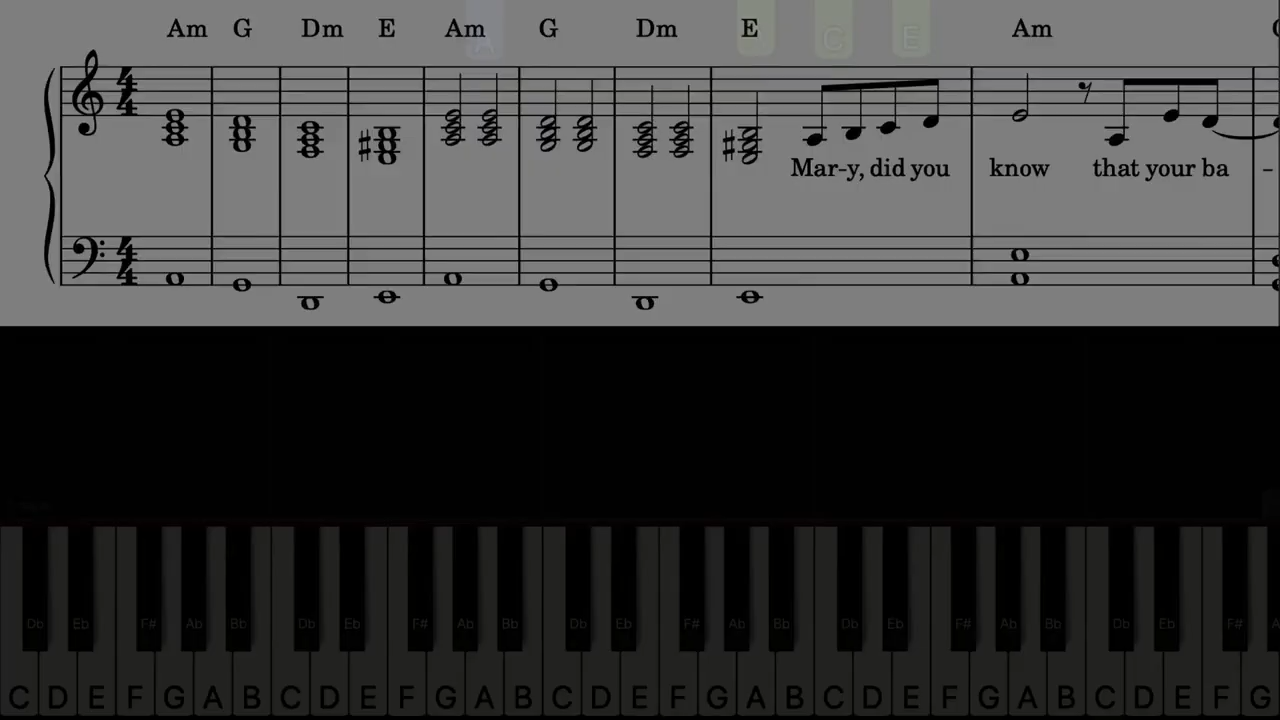 Am G Dm E Am G Dm E Am
A C E
Mar-y, did you know that your ba -
Db Eb F# Ab Bb Db Eb F# Ab Bb Db Eb F# Ab Bb Db Eb F# Ab Bb Db Eb F#
C D E F G A B C D E F G A B C D E F G A B C D E F G A B C D E F G